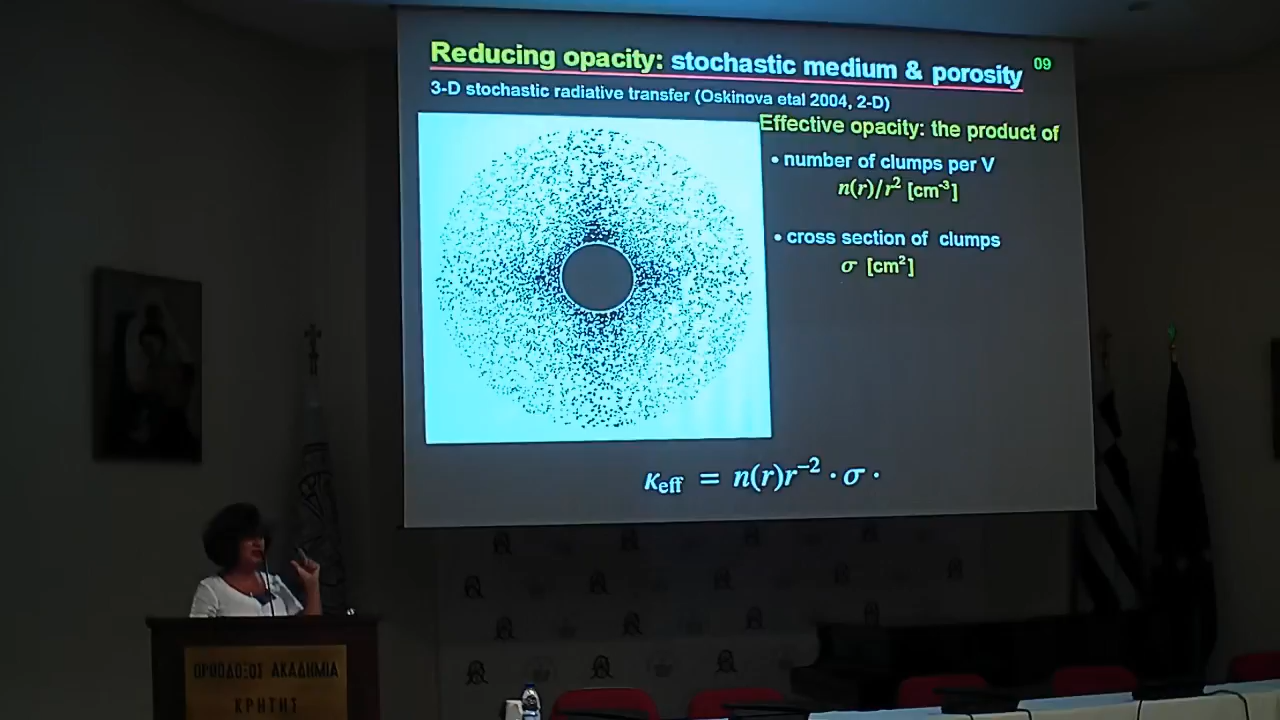 Reducing opacity: stochastic medium & porosity 09
3-D stochastic radiative transfer (Oskinova etal 2004, 2-D)
Effective opacity: the product of
• number of clumps per V
n(r)/r² [cm⁻³]
• cross section of clumps
σ [cm²]
κ_eff = n(r)r⁻² · σ ·
ΟΡΘΟΔΟΞΟΣ ΑΚΑΔΗΜΙΑ
ΚΡΗΤΗΣ